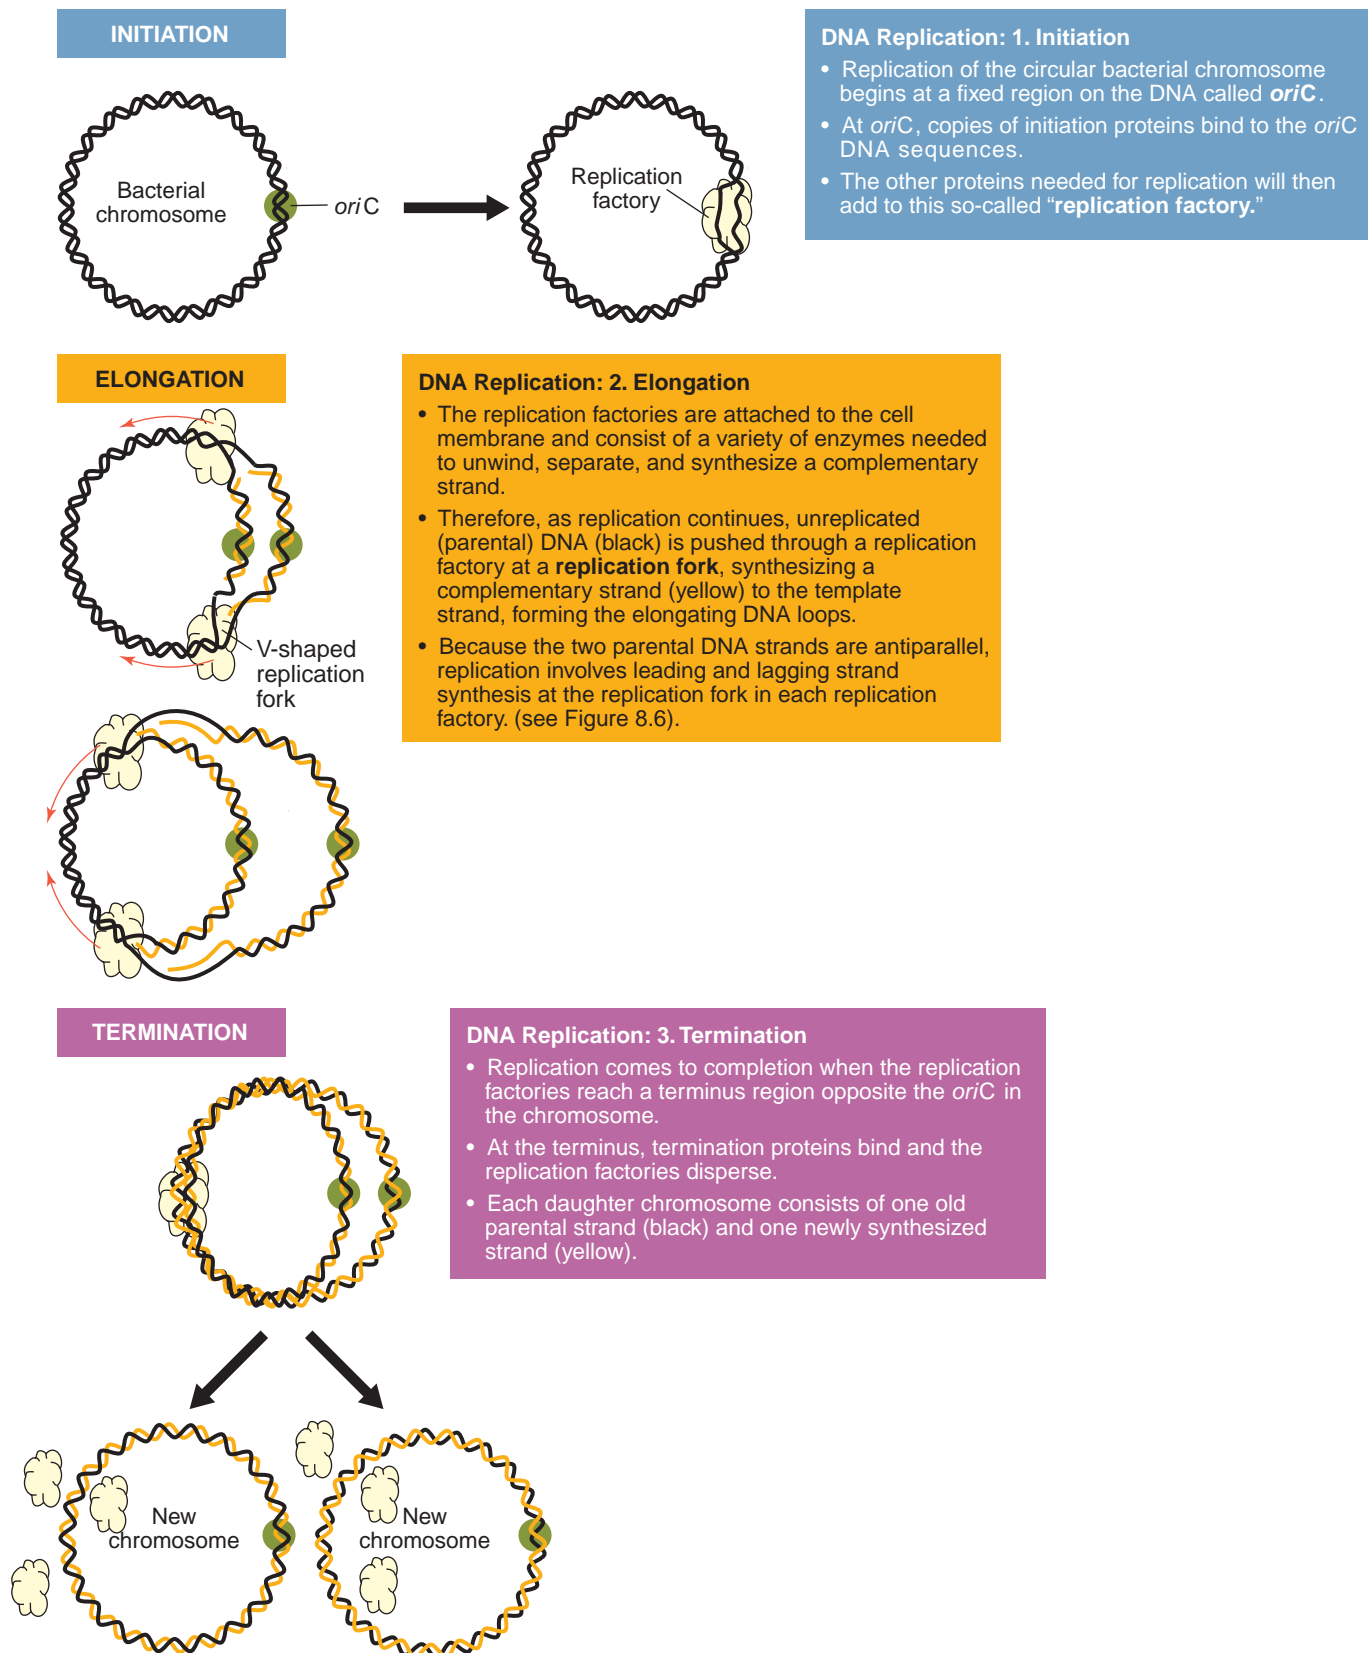 INITIATION
Bacterial
chromosome
oriC
Replication
factory
DNA Replication: 1. Initiation
• Replication of the circular bacterial chromosome
begins at a fixed region on the DNA called oriC.
• At oriC, copies of initiation proteins bind to the oriC
DNA sequences.
• The other proteins needed for replication will then
add to this so-called “replication factory.”
ELONGATION
V-shaped
replication
fork
DNA Replication: 2. Elongation
• The replication factories are attached to the cell
membrane and consist of a variety of enzymes needed
to unwind, separate, and synthesize a complementary
strand.
• Therefore, as replication continues, unreplicated
(parental) DNA (black) is pushed through a replication
factory at a replication fork, synthesizing a
complementary strand (yellow) to the template
strand, forming the elongating DNA loops.
• Because the two parental DNA strands are antiparallel,
replication involves leading and lagging strand
synthesis at the replication fork in each replication
factory. (see Figure 8.6).
TERMINATION
DNA Replication: 3. Termination
• Replication comes to completion when the replication
factories reach a terminus region opposite the oriC in
the chromosome.
• At the terminus, termination proteins bind and the
replication factories disperse.
• Each daughter chromosome consists of one old
parental strand (black) and one newly synthesized
strand (yellow).
New
chromosome
New
chromosome